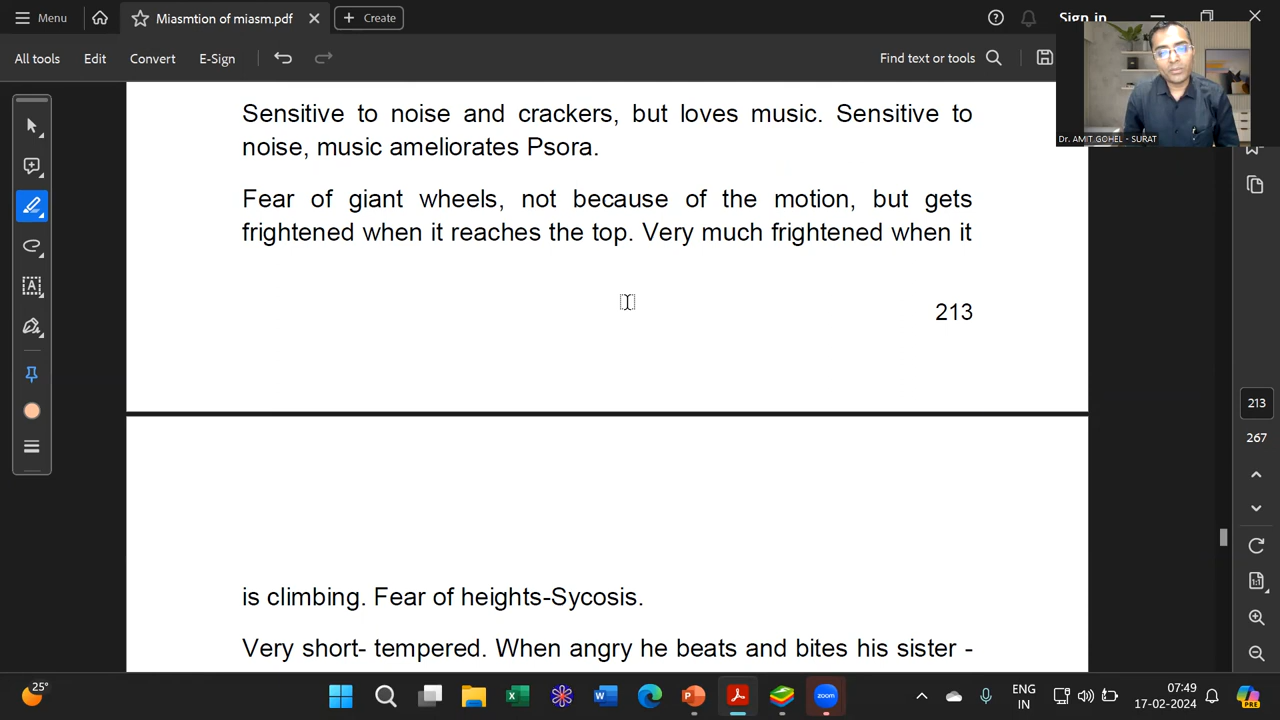 Menu
Miasmtion of miasm.pdf
Create
Sign in
All tools
Edit
Convert
E-Sign
Find text or tools
Sensitive to noise and crackers, but loves music. Sensitive to
noise, music ameliorates Psora.
Dr. AMIT GOHEL - SURAT
Fear of giant wheels, not because of the motion, but gets
frightened when it reaches the top. Very much frightened when it
213
is climbing. Fear of heights-Sycosis.
Very short- tempered. When angry he beats and bites his sister -
213
267
25°
ENG
IN
07:49
17-02-2024
PRE